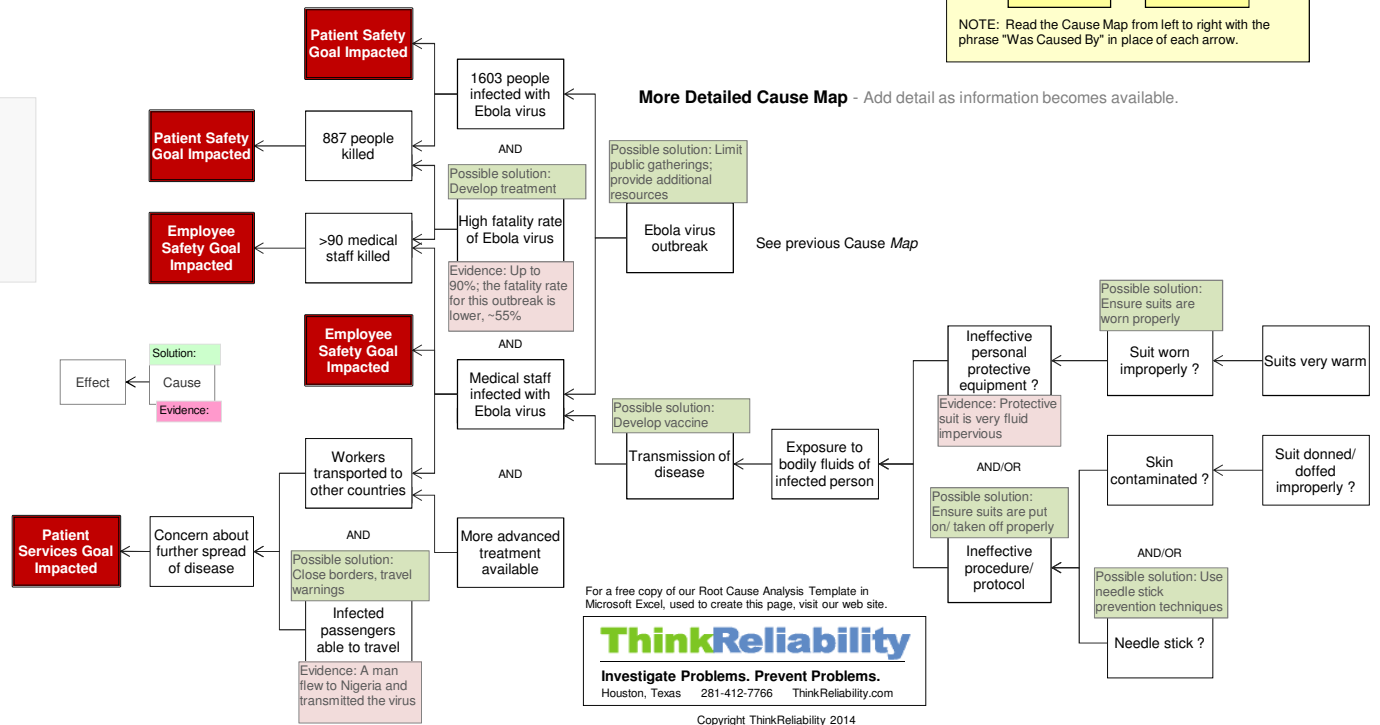 NOTE: Read the Cause Map from left to right with the
phrase "Was Caused By" in place of each arrow.
Patient Safety
Goal Impacted
1603 people
infected with
Ebola virus
More Detailed Cause Map - Add detail as information becomes available.
Patient Safety
Goal Impacted
887 people
killed
AND
Possible solution:
Develop treatment
Possible solution: Limit
public gatherings;
provide additional
resources
Employee
Safety Goal
Impacted
>90 medical
staff killed
High fatality rate
of Ebola virus
Evidence: Up to
90%; the fatality rate
for this outbreak is
lower, ~55%
Ebola virus
outbreak
See previous Cause Map
Employee
Safety Goal
Impacted
AND
Medical staff
infected with
Ebola virus
Solution:
Effect
Cause
Evidence:
Possible solution:
Ensure suits are
worn properly
Ineffective
personal
protective
equipment ?
Evidence: Protective
suit is very fluid
impervious
Suit worn
improperly ?
Suits very warm
Possible solution:
Develop vaccine
Transmission of
disease
Exposure to
bodily fluids of
infected person
AND/OR
Skin
contaminated ?
Suit donned/
doffed
improperly ?
Workers
transported to
other countries
AND
Possible solution:
Ensure suits are put
on/ taken off properly
Ineffective
procedure/
protocol
AND/OR
Possible solution: Use
needle stick
prevention techniques
Needle stick ?
Patient
Services Goal
Impacted
Concern about
further spread
of disease
AND
More advanced
treatment
available
Possible solution:
Close borders, travel
warnings
Infected
passengers
able to travel
Evidence: A man
flew to Nigeria and
transmitted the virus
For a free copy of our Root Cause Analysis Template in
Microsoft Excel, used to create this page, visit our web site.
ThinkReliability
Investigate Problems. Prevent Problems.
Houston, Texas 281-412-7766 ThinkReliability.com
Copyright ThinkReliability 2014